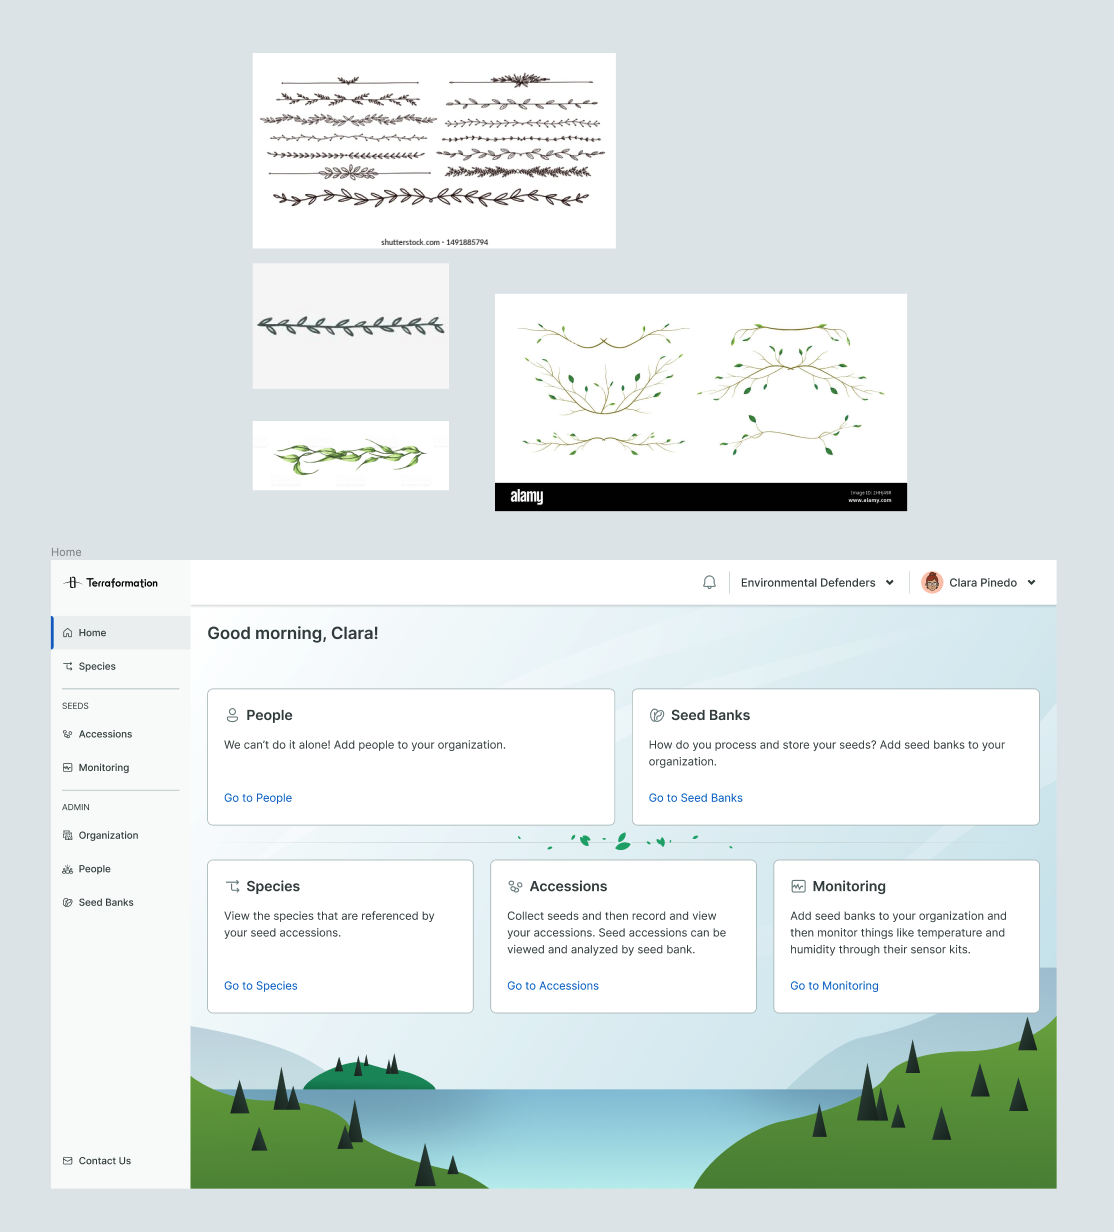 shutterstock.com · 1491885794
alamy
www.alamy.com
Home
Terraformation
Environmental Defenders
Clara Pinedo
Home
Species
SEEDS
Accessions
Monitoring
ADMIN
Organization
People
Seed Banks
Contact Us
Good morning, Clara!
People
We can’t do it alone! Add people to your organization.
Go to People
Seed Banks
How do you process and store your seeds? Add seed banks to your
organization.
Go to Seed Banks
Species
View the species that are referenced by
your seed accessions.
Go to Species
Accessions
Collect seeds and then record and view
your accessions. Seed accessions can be
viewed and analyzed by seed bank.
Go to Accessions
Monitoring
Add seed banks to your organization and
then monitor things like temperature and
humidity through their sensor kits.
Go to Monitoring